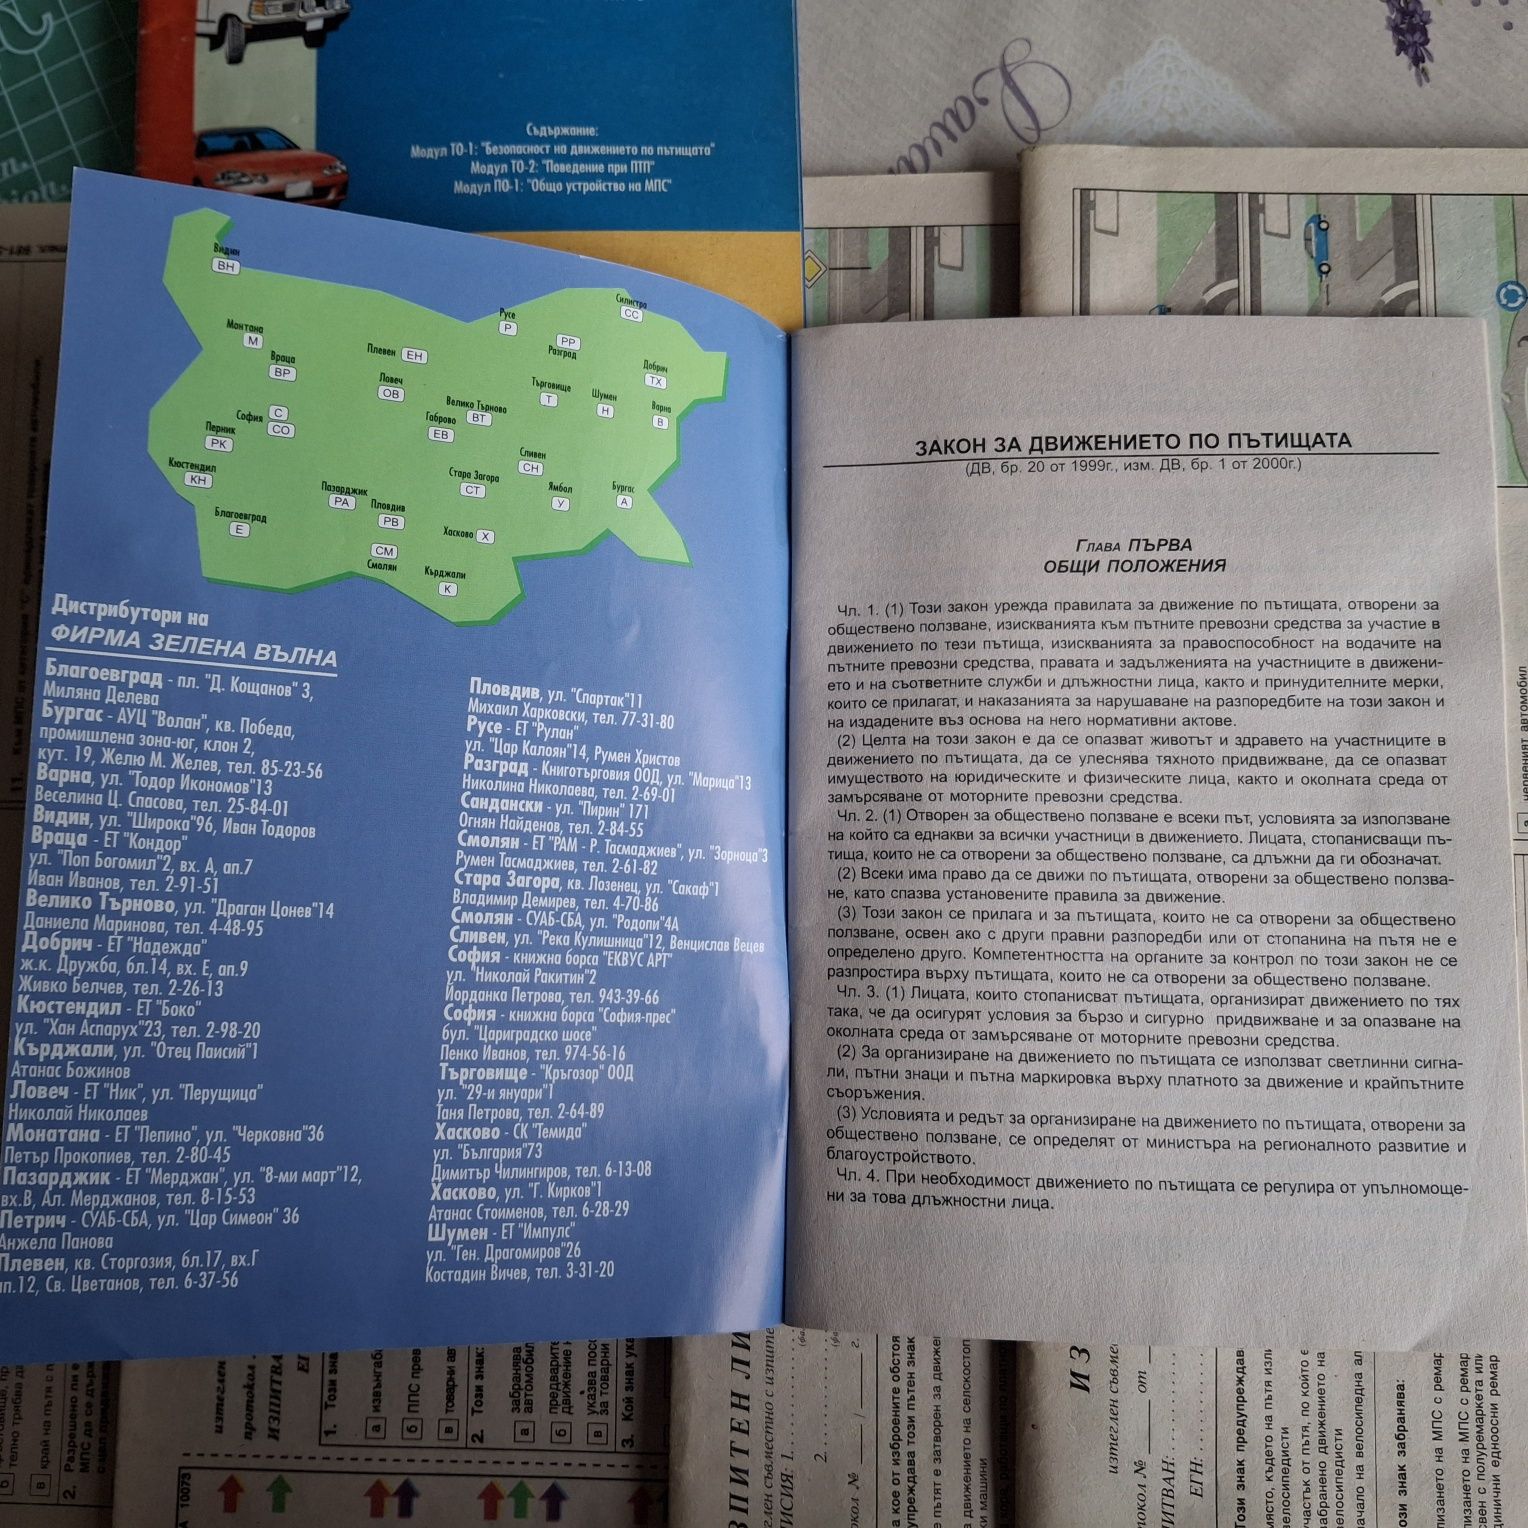 Съдържание:
Модул ТО-1: "Безопасност на движението по пътищата"
Модул ТО-2: "Поведение при ПТП"
Модул ПО-1: "Общо устройство на МПС"
Видин
ВН
Монтана
М
Враца
ВР
Плевен ЕН
Ловеч
ОВ
Русе
Р
РР
Разград
Силистра
СС
Добрич
ТХ
Търговище
Т
Шумен
Н
Варна
В
Велико Търново
ВТ
Габрово
ЕВ
София С
СО
Перник
РК
Кюстендил
КН
Благоевград
Е
Пазарджик
РА
Пловдив
РВ
Стара Загора
СТ
Сливен
СН
Ямбол
У
Бургас
А
Хасково Х
СМ
Смолян
Кърджали
К
Дистрибутори на
ФИРМА ЗЕЛЕНА ВЪЛНА
Благоевград - пл. "Д. Кощанов" 3,
Миляна Делева
Бургас - АУЦ "Волан", кв. Победа,
промишлена зона-юг, клон 2,
кут. 19, Желю М. Желев, тел. 85-23-56
Варна, ул. "Тодор Икономов"13
Веселина Ц. Спасова, тел. 25-84-01
Видин, ул. "Широка"96, Иван Тодоров
Враца - ЕТ "Кондор"
ул. "Поп Богомил"2, вх. А, ап.7
Иван Иванов, тел. 2-91-51
Велико Търново, ул. "Драган Цонев"14
Даниела Маринова, тел. 4-48-95
Добрич - ЕТ "Надежда"
ж.к. Дружба, бл.14, вх. Е, ап.9
Живко Белчев, тел. 2-26-13
Кюстендил - ЕТ "Боко"
ул. "Хан Аспарух"23, тел. 2-98-20
Кърджали, ул. "Отец Паисий"1
Атанас Божинов
Ловеч - ЕТ "Ник", ул. "Перущица"
Николай Николаев
Монатана - ЕТ "Пепино", ул. "Черковна"36
Петър Прокопиев, тел. 2-80-45
Пазарджик - ЕТ "Мерджан", ул. "8-ми март"12,
вх.В, Ал. Мерджанов, тел. 8-15-53
Петрич - СУАБ-СБА, ул. "Цар Симеон" 36
Анжела Панова
Плевен, кв. Сторгозия, бл.17, вх.Г
ап.12, Св. Цветанов, тел. 6-37-56
Пловдив, ул. "Спартак"11
Михаил Харковски, тел. 77-31-80
Русе - ЕТ "Рулан"
ул. "Цар Калоян"14, Румен Христов
Разград - Книготърговия ООД, ул. "Марица"13
Николина Николаева, тел. 2-69-01
Сандански - ул. "Пирин" 171
Огнян Найденов, тел. 2-84-55
Смолян - ЕТ "РАМ - Р. Тасмаджиев", ул. "Зорница"3
Румен Тасмаджиев, тел. 2-61-82
Стара Загора, кв. Лозенец, ул. "Сакаф"1
Владимир Демирев, тел. 4-70-86
Смолян - СУАБ-СБА, ул. "Родопи"4А
Сливен, ул. "Река Кулишница"12, Венцислав Вецев
София - книжна борса "ЕКВУС АРТ"
ул. "Николай Ракитин"2
Йорданка Петрова, тел. 943-39-66
София - книжна борса "София-прес"
бул. "Цариградско шосе"
Пенко Иванов, тел. 974-56-16
Търговище - "Кръгозор" ООД
ул. "29-и януари"1
Таня Петрова, тел. 2-64-89
Хасково - СК "Темида"
ул. "България"73
Димитър Чилингиров, тел. 6-13-08
Хасково, ул. "Г. Кирков"1
Атанас Стоименов, тел. 6-28-29
Шумен - ЕТ "Импулс"
ул. "Ген. Драгомиров"26
Костадин Вичев, тел. 3-31-20
ЗАКОН ЗА ДВИЖЕНИЕТО ПО ПЪТИЩАТА
(ДВ, бр. 20 от 1999г., изм. ДВ, бр. 1 от 2000г.)
Глава ПЪРВА
ОБЩИ ПОЛОЖЕНИЯ
Чл. 1. (1) Този закон урежда правилата за движение по пътищата, отворени за
обществено ползване, изискванията към пътните превозни средства за участие в
движението по тези пътища, изискванията за правоспособност на водачите на
пътните превозни средства, правата и задълженията на участниците в движени-
ето и на съответните служби и длъжностни лица, както и принудителните мерки,
които се прилагат, и наказанията за нарушаване на разпоредбите на този закон и
на издадените въз основа на него нормативни актове.
(2) Целта на този закон е да се опазват животът и здравето на участниците в
движението по пътищата, да се улеснява тяхното придвижване, да се опазват
имуществото на юридическите и физическите лица, както и околната среда от
замърсяване от моторните превозни средства.
Чл. 2. (1) Отворен за обществено ползване е всеки път, условията за използване
на който са еднакви за всички участници в движението. Лицата, стопанисващи пъ-
тища, които не са отворени за обществено ползване, са длъжни да ги обозначат.
(2) Всеки има право да се движи по пътищата, отворени за обществено ползва-
не, като спазва установените правила за движение.
(3) Този закон се прилага и за пътищата, които не са отворени за обществено
ползване, освен ако с други правни разпоредби или от стопанина на пътя не е
определено друго. Компетентността на органите за контрол по този закон не се
разпростира върху пътищата, които не са отворени за обществено ползване.
Чл. 3. (1) Лицата, които стопанисват пътищата, организират движението по тях
така, че да осигурят условия за бързо и сигурно придвижване и за опазване на
околната среда от замърсяване от моторните превозни средства.
(2) За организиране на движението по пътищата се използват светлинни сигна-
ли, пътни знаци и пътна маркировка върху платното за движение и крайпътните
съоръжения.
(3) Условията и редът за организиране на движението по пътищата, отворени за
обществено ползване, се определят от министъра на регионалното развитие и
благоустройството.
Чл. 4. При необходимост движението по пътищата се регулира от упълномоще-
ни за това длъжностни лица.